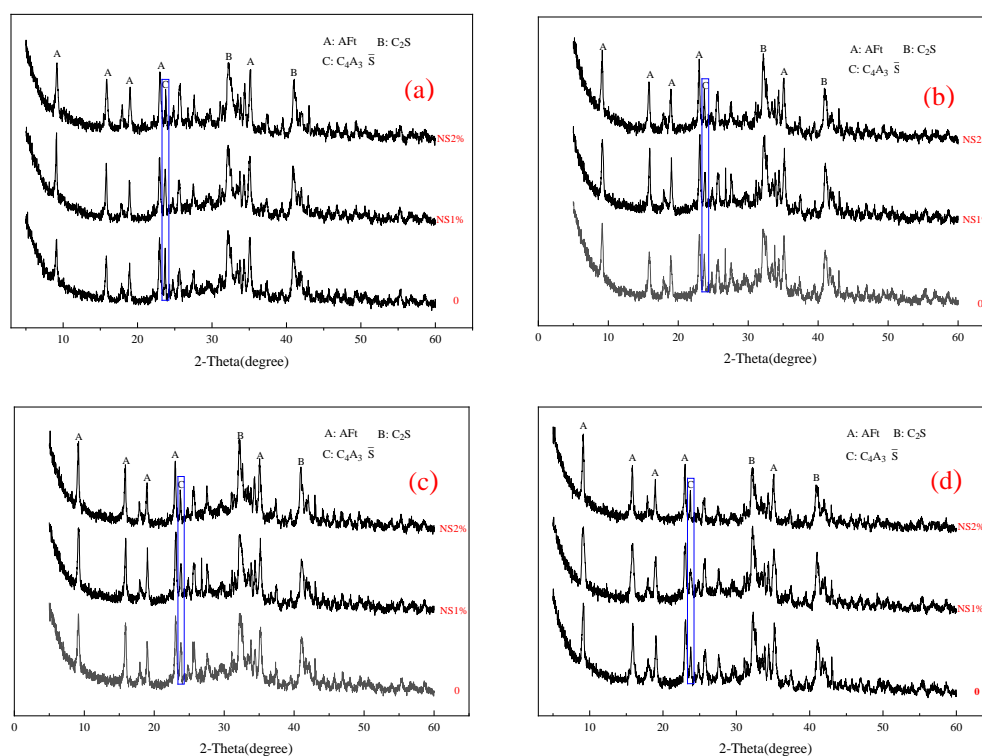 A: AFt B: C₂S
C: C₄A₃ S̄
(a)
A A A A C B A B
NS2%
NS1%
0
10 20 30 40 50 60
2-Theta(degree)
A: AFt B: C₂S
C: C₄A₃ S̄
(b)
A A A A C B A B
NS2
NS1%
0
0 10 20 30 40 50 60
2-Theta(degree)
A: AFt B: C₂S
C: C₄A₃ S̄
(c)
A A A A C B A B
NS2%
NS1%
0
0 10 20 30 40 50 60
2-Theta(degree)
A: AFt B: C₂S
C: C₄A₃ S̄
(d)
A A A A C B A B
NS2%
NS1%
0
10 20 30 40 50 60
2-Theta(degree)